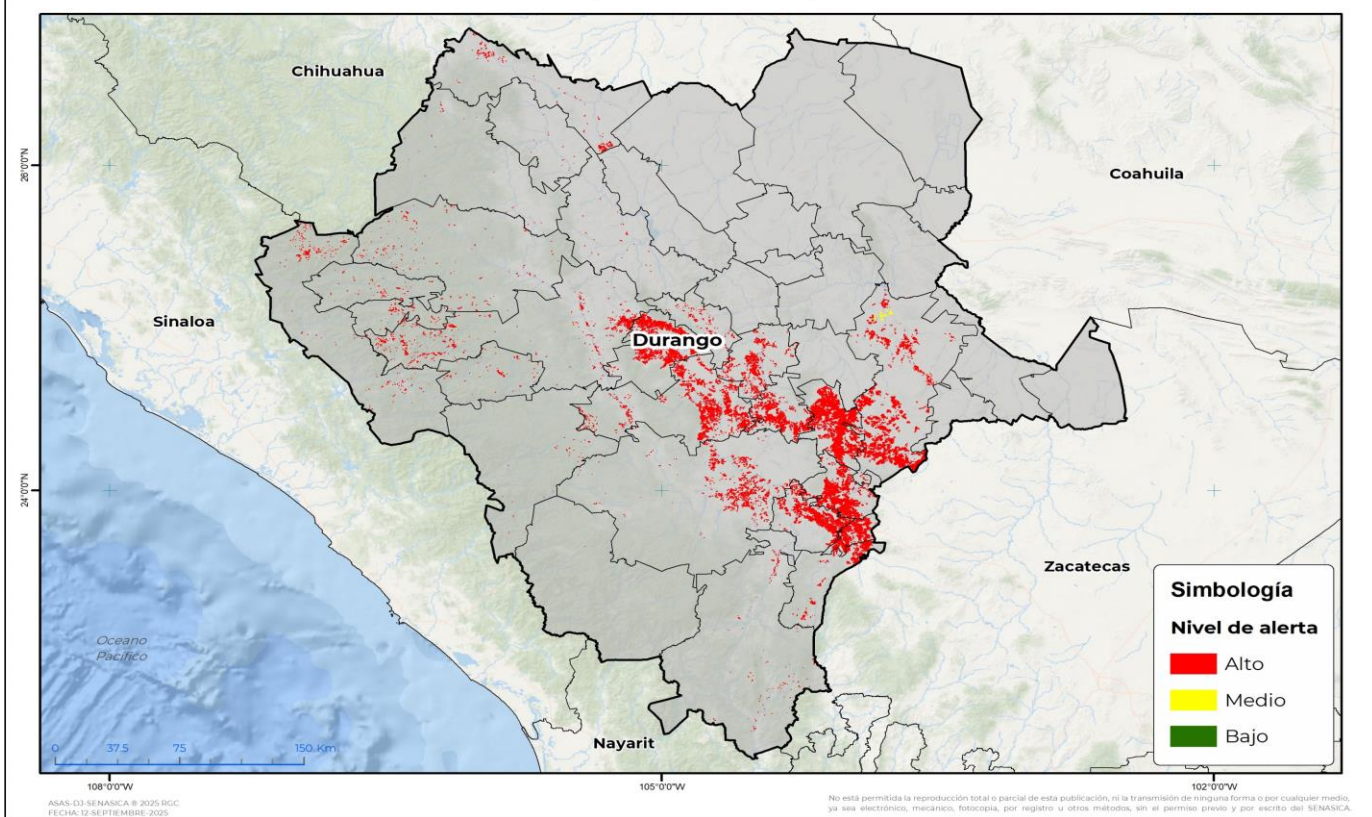 Chihuahua
Coahuila
Sinaloa
Durango
Zacatecas
Nayarit
Oceano
Pacífico
26°0'0"N
24°0'0"N
0 37.5 75 150 Km
108°0'0"W
105°0'0"W
102°0'0"W
Simbología
Nivel de alerta
Alto
Medio
Bajo
ASAS-DJ-SENASICA ® 2025 RGC
FECHA: 12-SEPTIEMBRE-2025
No está permitida la reproducción total o parcial de esta publicación, ni la transmisión de ninguna forma o por cualquier medio,
ya sea electrónico, mecánico, fotocopia, por registro u otros métodos, sin el permiso previo y por escrito del SENASICA.